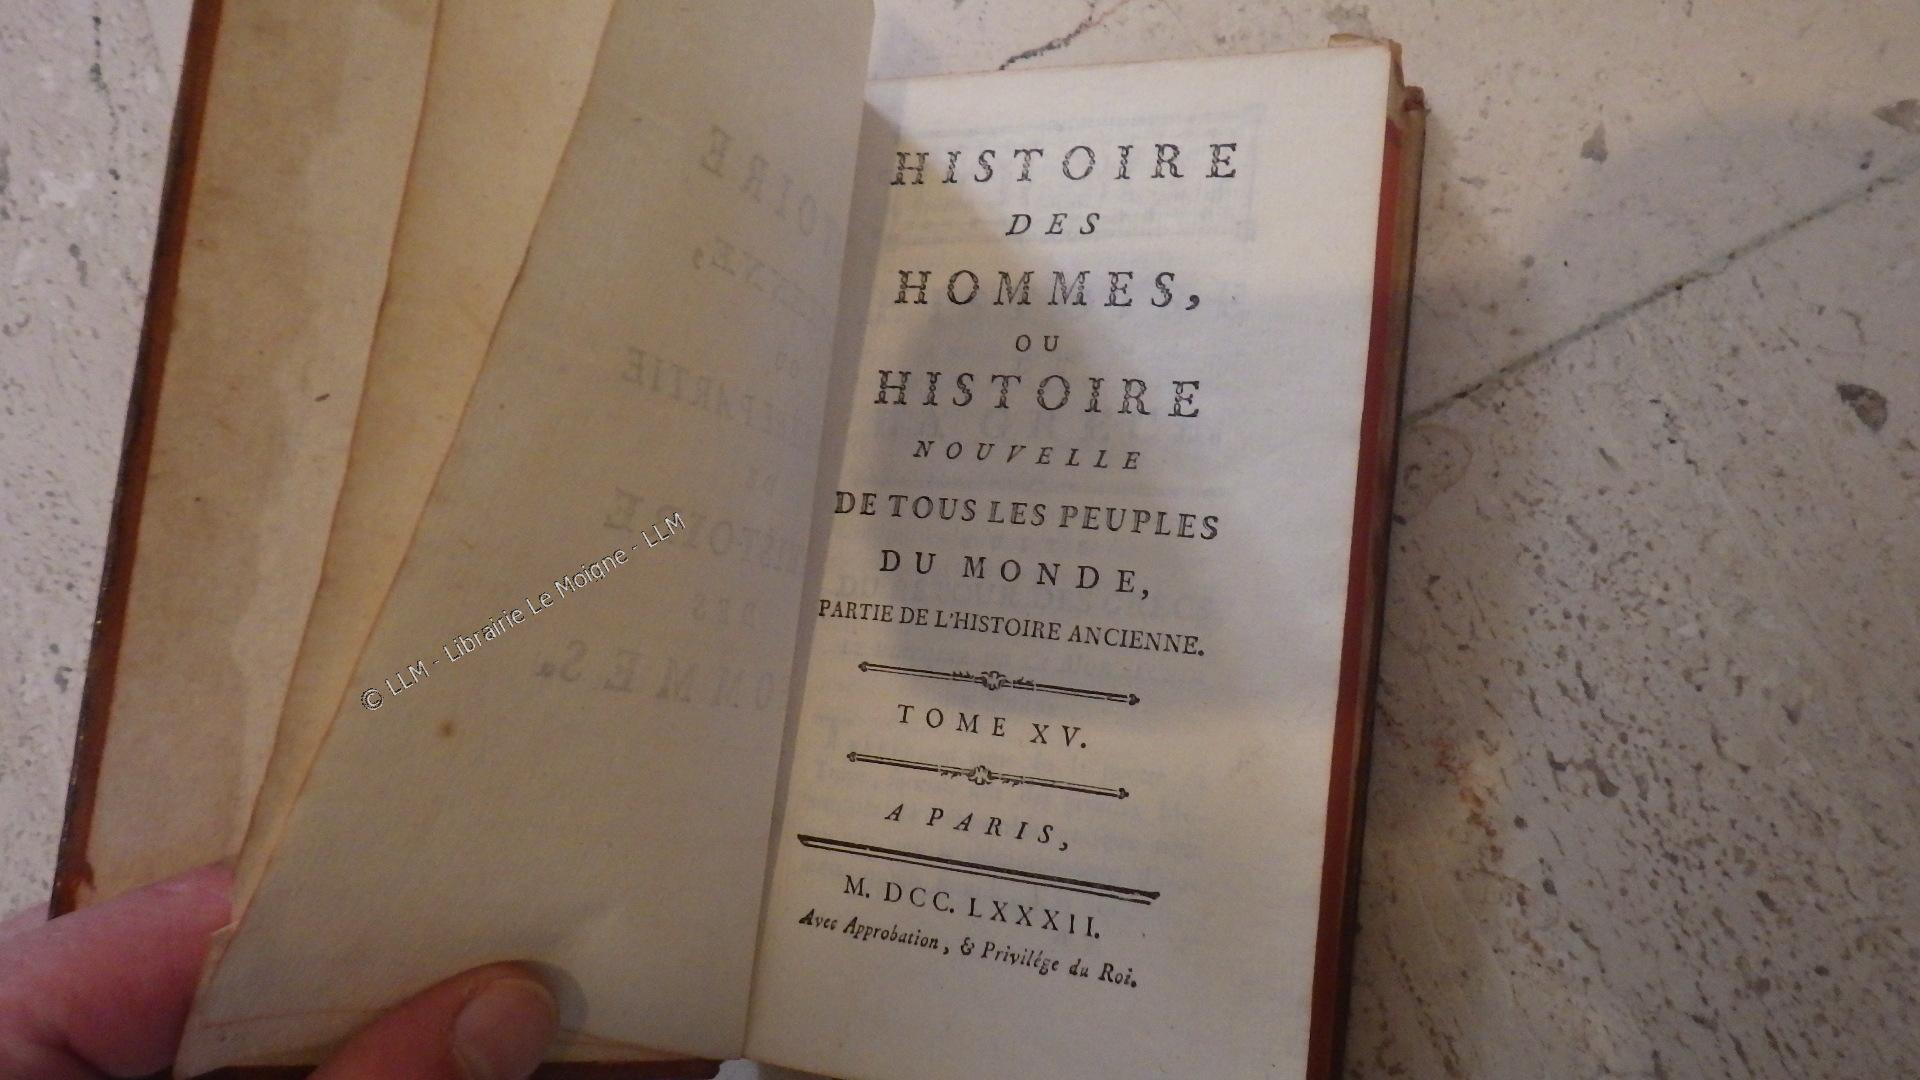 HISTOIRE
DES
HOMMES,
OU
HISTOIRE
NOUVELLE
DE TOUS LES PEUPLES
DU MONDE,
PARTIE DE L'HISTOIRE ANCIENNE.
TOME XV.
A PARIS,
M. DCC. LXXXII.
Avec Approbation, & Privilége du Roi.
© LLM - Librairie Le Moigne - LLM